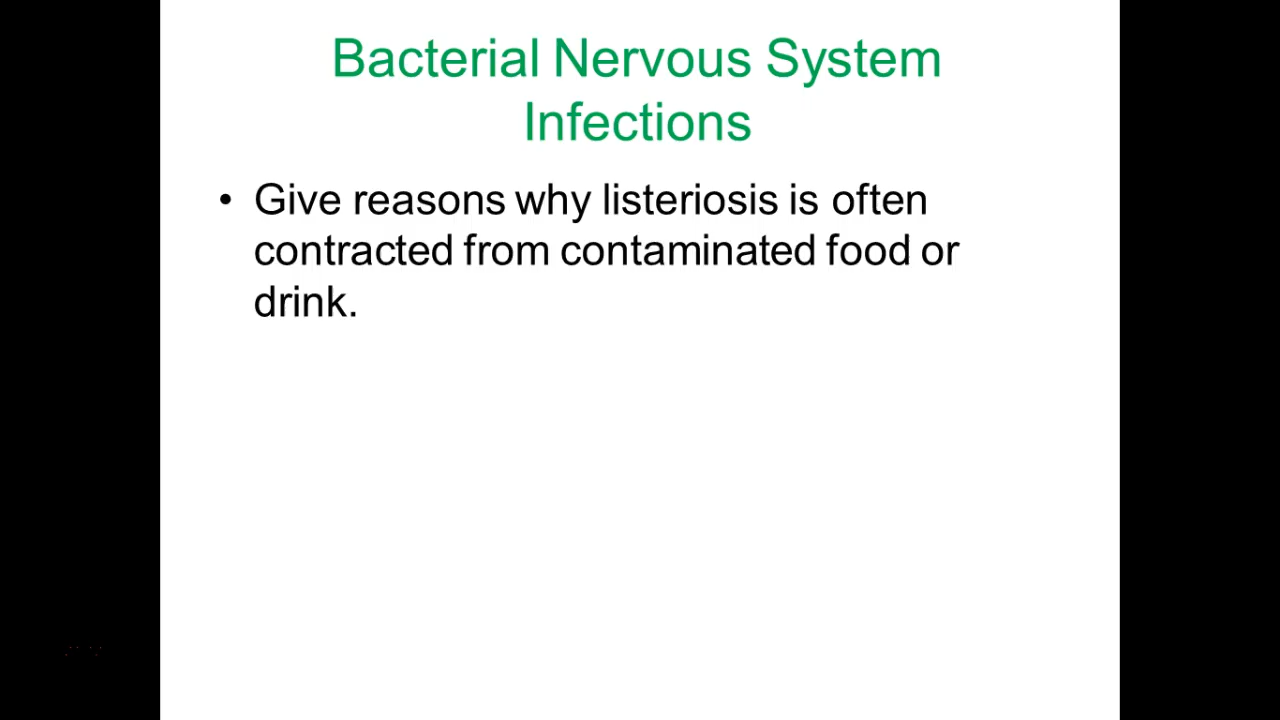 Bacterial Nervous System
Infections
• Give reasons why listeriosis is often
contracted from contaminated food or
drink.